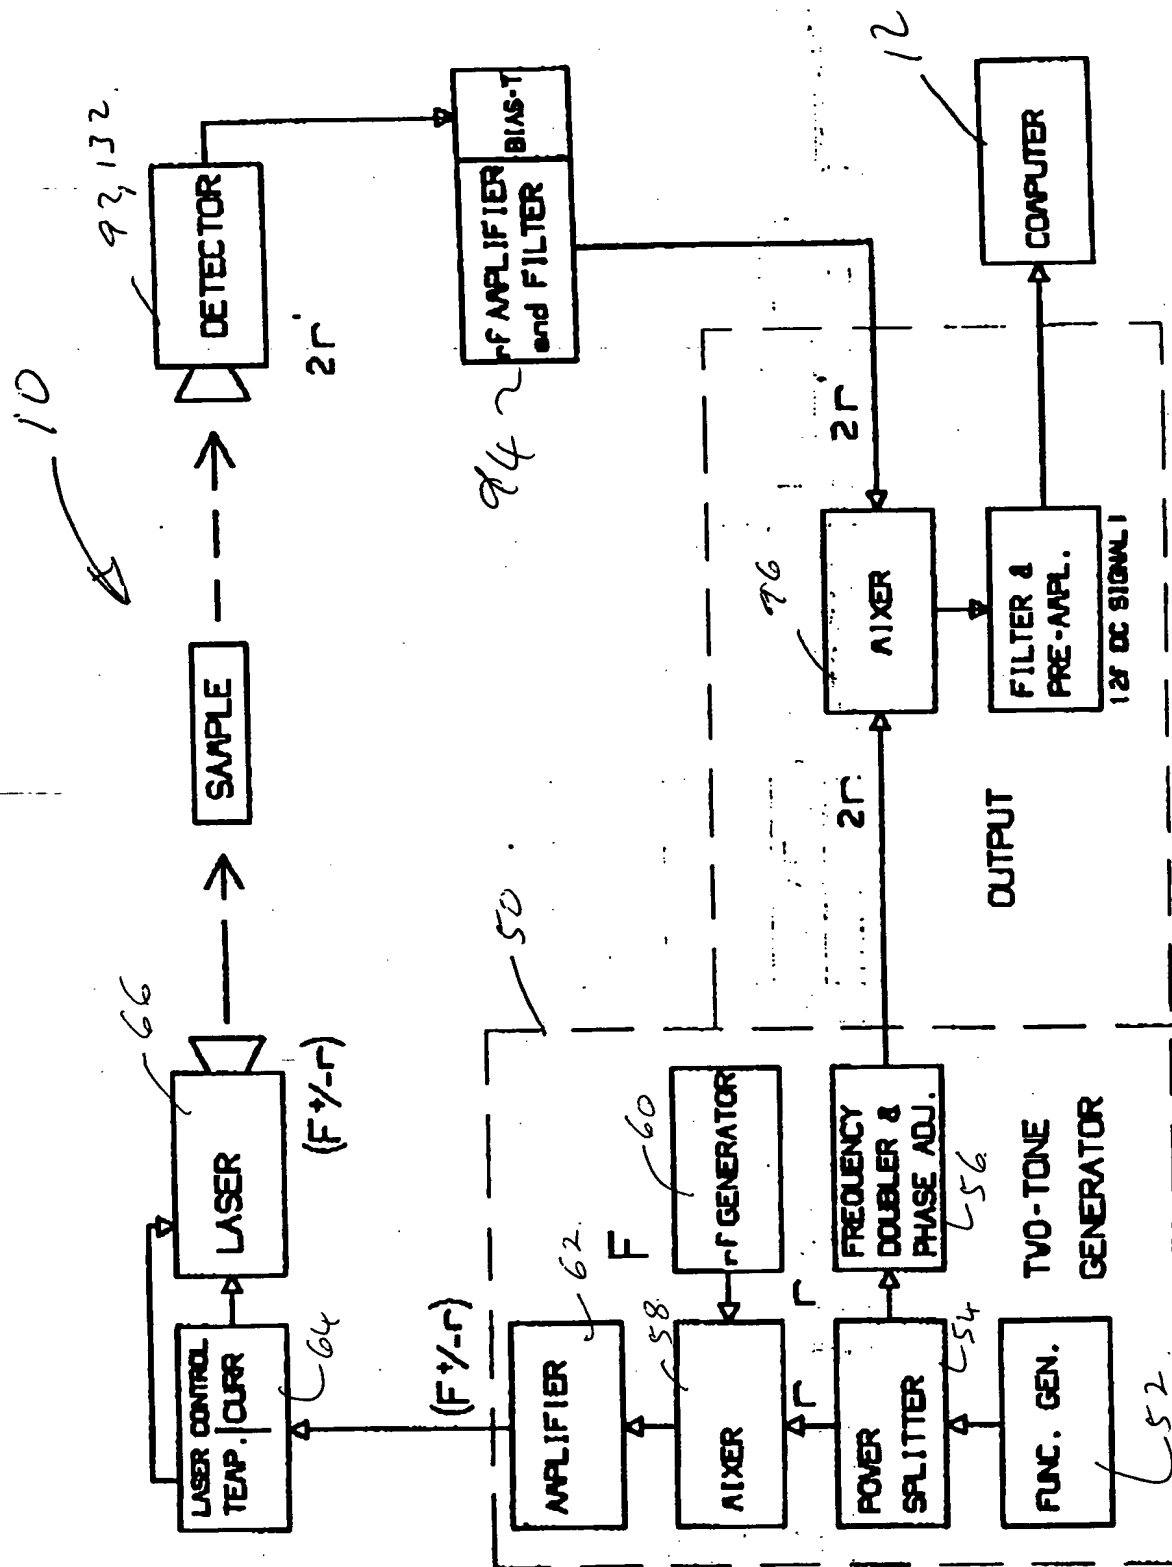 10
LASER CONTROL
TEMP. | CURR
64
LASER
66
(F+/-r)
SAMPLE
DETECTOR
92, 132.
2r
(F+/-r)
AMPLIFIER
62
F
50
rF AMPLIFIER
and FILTER
BIAS-T
94
MIXER
58
rF GENERATOR
60
r
r
POWER
SPLITTER
54
FREQUENCY
DOUBLER &
PHASE ADJ.
56
2r
MIXER
96
2r
FUNC. GEN.
52
TWO-TONE
GENERATOR
OUTPUT
FILTER &
PRE-AMPL.
(2f DC SIGNAL)
COMPUTER
12